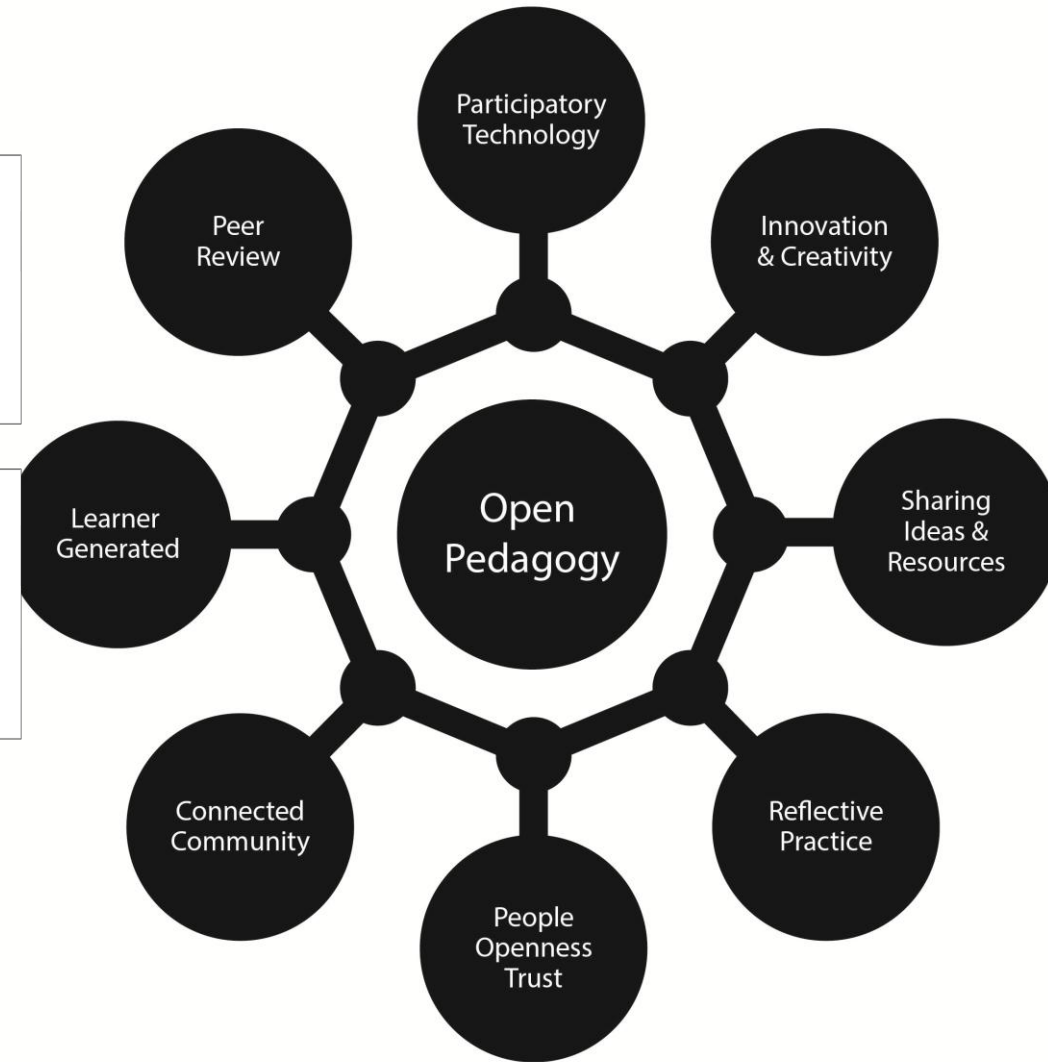 Participatory
Technology
Innovation
& Creativity
Sharing
Ideas &
Resources
Reflective
Practice
People
Openness
Trust
Connected
Community
Learner
Generated
Peer
Review
Open
Pedagogy